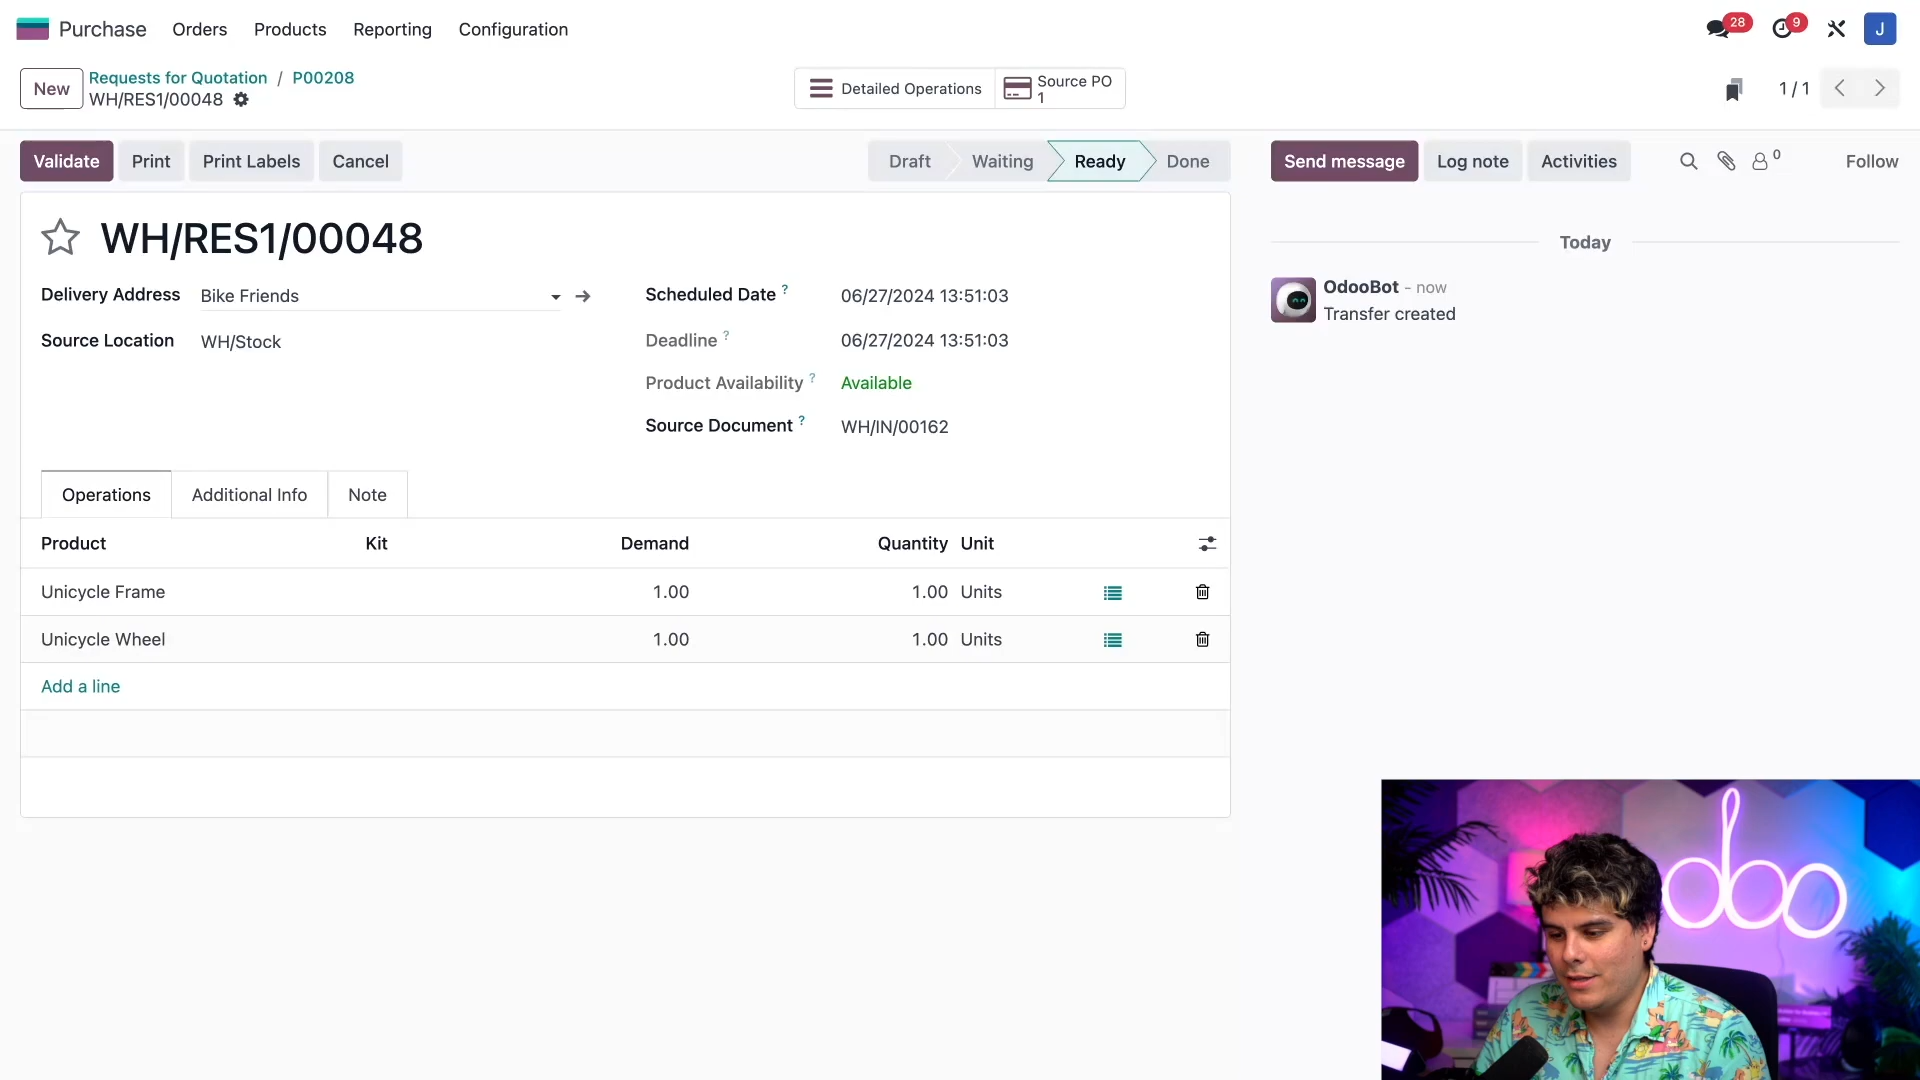 Purchase Orders Products Reporting Configuration 28 9 J
New Requests for Quotation / P00208
WH/RES1/00048
Detailed Operations Source PO 1 1 / 1
Validate Print Print Labels Cancel Draft Waiting Ready Done Send message Log note Activities 0 Follow
WH/RES1/00048
Today
Delivery Address Bike Friends Scheduled Date ? 06/27/2024 13:51:03
OdooBot - now
Transfer created
Source Location WH/Stock Deadline ? 06/27/2024 13:51:03
Product Availability ? Available
Source Document ? WH/IN/00162
Operations Additional Info Note
Product Kit Demand Quantity Unit
Unicycle Frame 1.00 1.00 Units
Unicycle Wheel 1.00 1.00 Units
Add a line
odoo